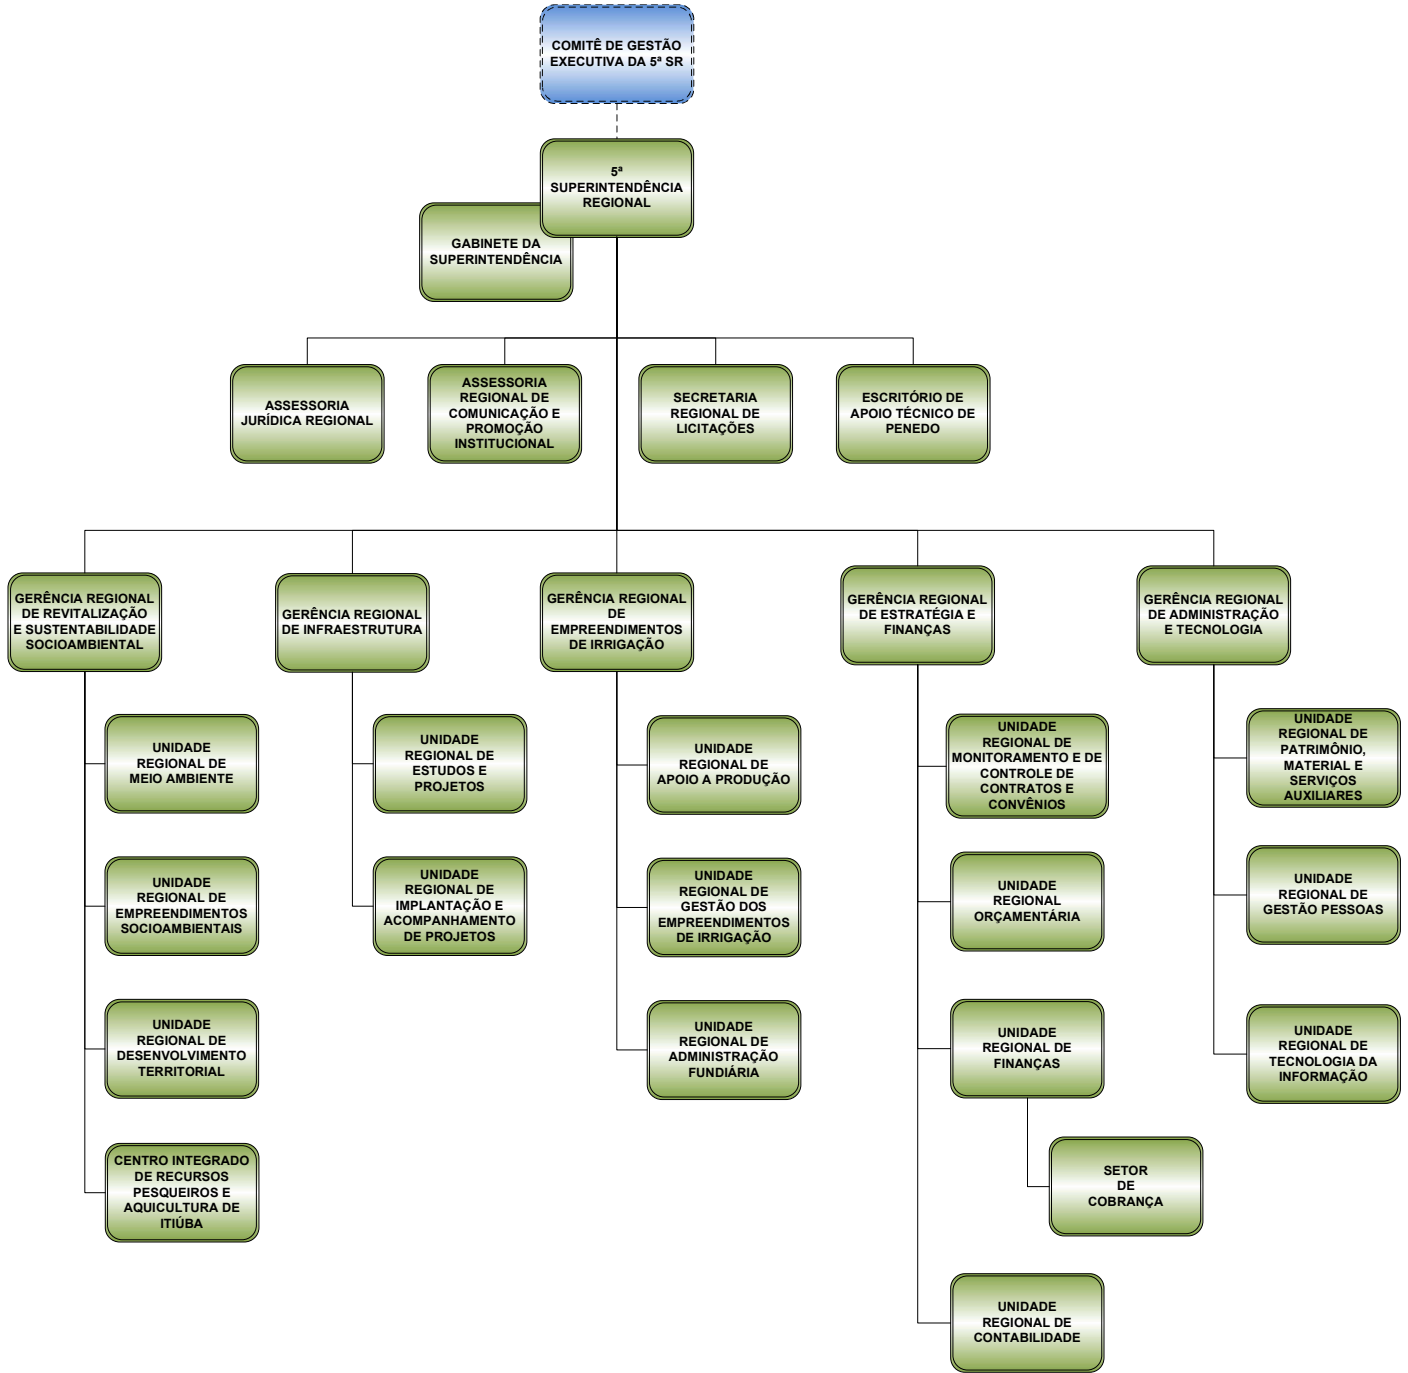 COMITÊ DE GESTÃO
EXECUTIVA DA 5ª SR
5ª
SUPERINTENDÊNCIA
REGIONAL
GABINETE DA
SUPERINTENDÊNCIA
ASSESSORIA
JURÍDICA REGIONAL
ASSESSORIA
REGIONAL DE
COMUNICAÇÃO E
PROMOÇÃO
INSTITUCIONAL
SECRETARIA
REGIONAL DE
LICITAÇÕES
ESCRITÓRIO DE
APOIO TÉCNICO DE
PENEDO
GERÊNCIA REGIONAL
DE REVITALIZAÇÃO
E SUSTENTABILIDADE
SOCIOAMBIENTAL
GERÊNCIA REGIONAL
DE INFRAESTRUTURA
GERÊNCIA REGIONAL
DE
EMPREENDIMENTOS
DE IRRIGAÇÃO
GERÊNCIA REGIONAL
DE ESTRATÉGIA E
FINANÇAS
GERÊNCIA REGIONAL
DE ADMINISTRAÇÃO
E TECNOLOGIA
UNIDADE
REGIONAL DE
MEIO AMBIENTE
UNIDADE
REGIONAL DE
EMPREENDIMENTOS
SOCIOAMBIENTAIS
UNIDADE
REGIONAL DE
DESENVOLVIMENTO
TERRITORIAL
CENTRO INTEGRADO
DE RECURSOS
PESQUEIROS E
AQUICULTURA DE
ITIÚBA
UNIDADE
REGIONAL DE
ESTUDOS E
PROJETOS
UNIDADE
REGIONAL DE
IMPLANTAÇÃO E
ACOMPANHAMENTO
DE PROJETOS
UNIDADE
REGIONAL DE
APOIO A PRODUÇÃO
UNIDADE
REGIONAL DE
GESTÃO DOS
EMPREENDIMENTOS
DE IRRIGAÇÃO
UNIDADE
REGIONAL DE
ADMINISTRAÇÃO
FUNDIÁRIA
UNIDADE
REGIONAL DE
MONITORAMENTO E DE
CONTROLE DE
CONTRATOS E
CONVÊNIOS
UNIDADE
REGIONAL
ORÇAMENTÁRIA
UNIDADE
REGIONAL DE
FINANÇAS
SETOR
DE
COBRANÇA
UNIDADE
REGIONAL DE
CONTABILIDADE
UNIDADE
REGIONAL DE
PATRIMÔNIO,
MATERIAL E
SERVIÇOS
AUXILIARES
UNIDADE
REGIONAL DE
GESTÃO PESSOAS
UNIDADE
REGIONAL DE
TECNOLOGIA DA
INFORMAÇÃO